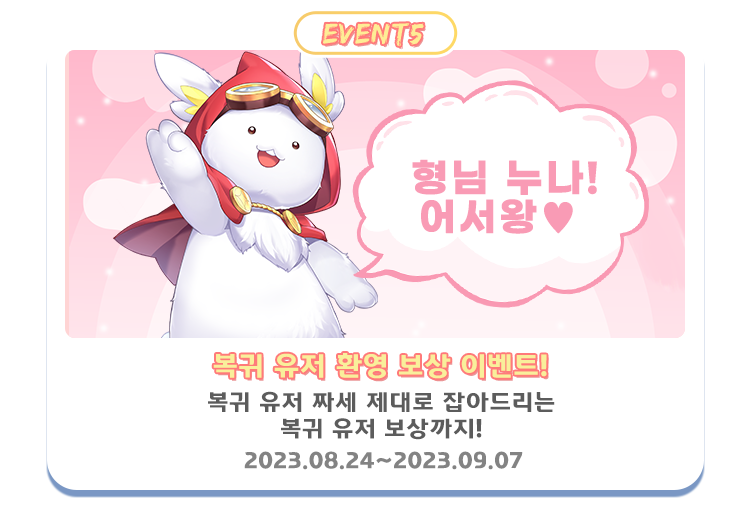 EVENT5
형님 누나!
어서왕♥
복귀 유저 환영 보상 이벤트!
복귀 유저 짜세 제대로 잡아드리는
복귀 유저 보상까지!
2023.08.24~2023.09.07